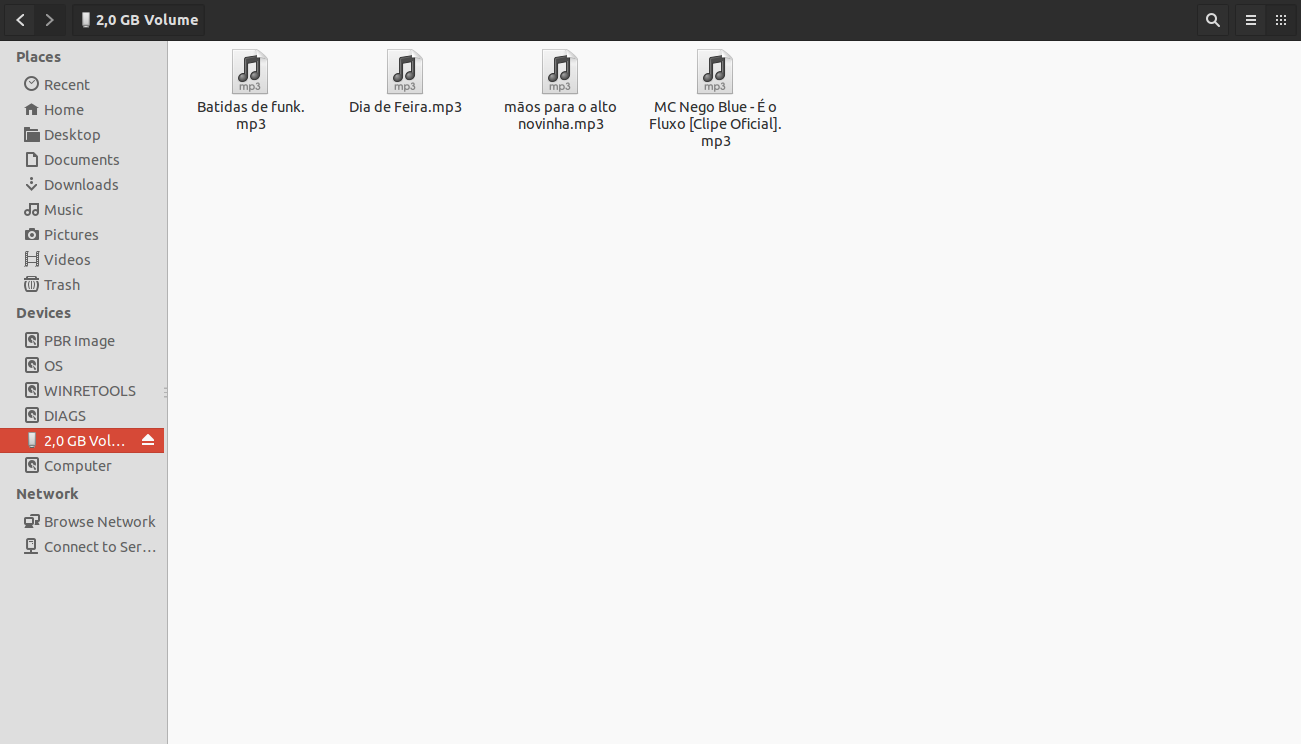 2,0 GB Volume
Places
Recent
Home
Desktop
Documents
Downloads
Music
Pictures
Videos
Trash
Devices
PBR Image
OS
WINRETOOLS
DIAGS
2,0 GB Vol…
Computer
Network
Browse Network
Connect to Ser…
mp3
Batidas de funk.
mp3
mp3
Dia de Feira.mp3
mp3
mãos para o alto
novinha.mp3
mp3
MC Nego Blue - É o
Fluxo [Clipe Oficial].
mp3